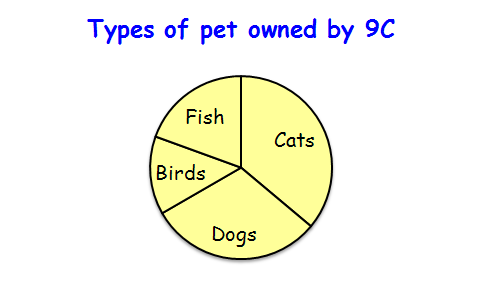 Types of pet owned by 9C
Fish
Cats
Birds
Dogs